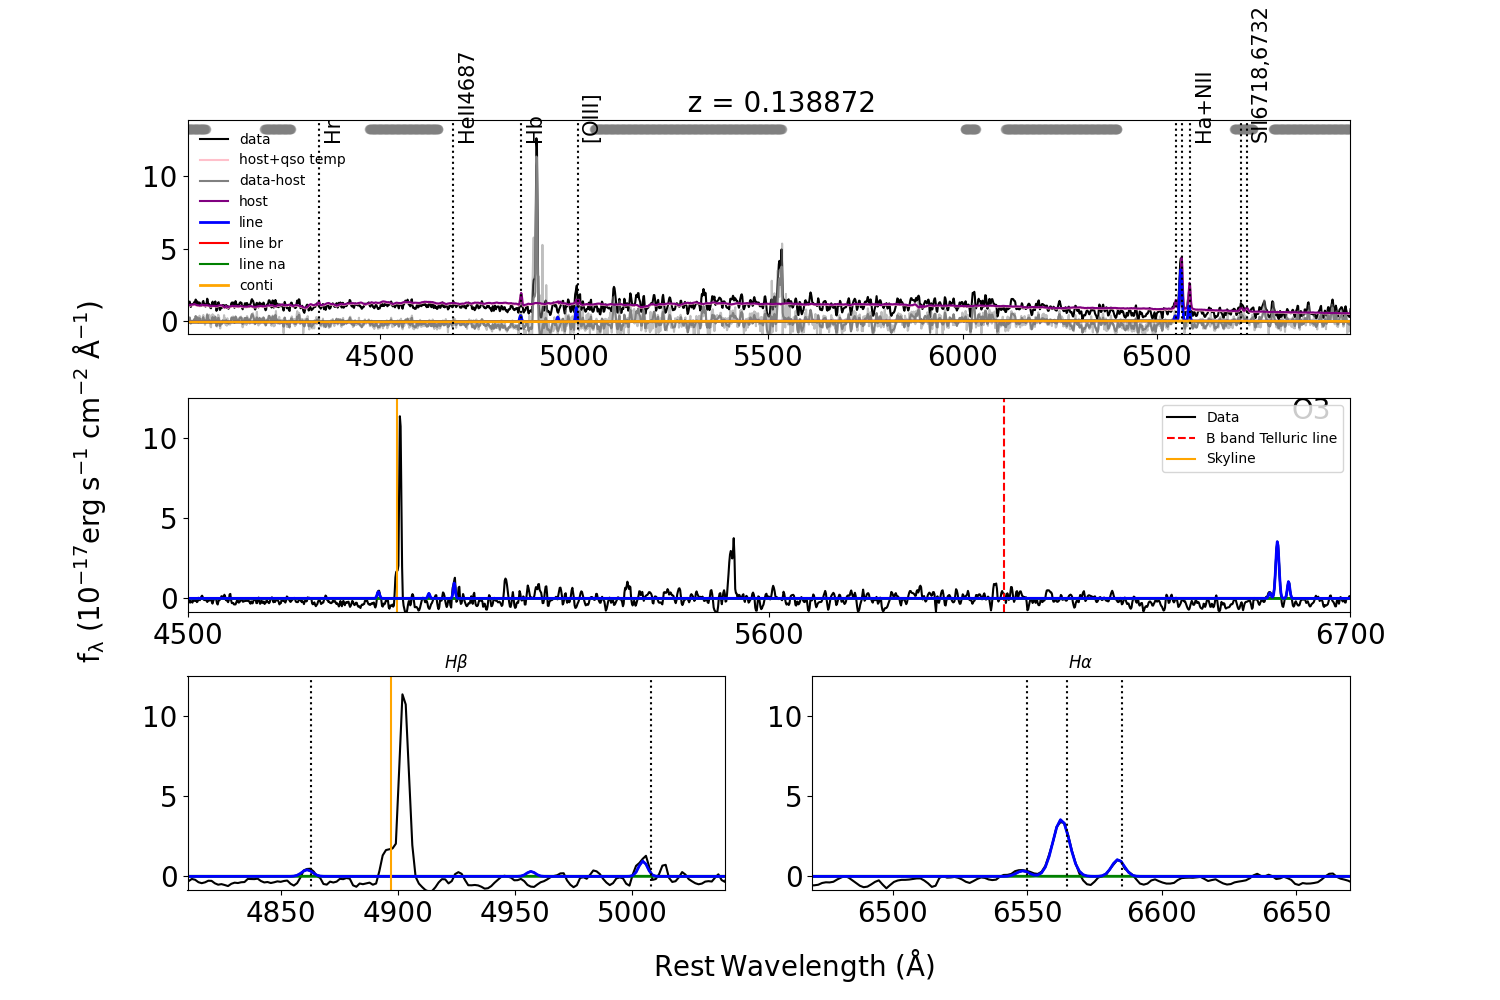 z = 0.138872
Hr
HeII4687
Hb
[OIII]
Ha+NII
SII6718,6732
data
host+qso temp
data-host
host
line
line br
line na
conti
10
5
0
4500 5000 5500 6000 6500
O3
Data
B band Telluric line
Skyline
10
5
0
4500 5600 6700
fλ (10⁻¹⁷erg s⁻¹ cm⁻² Å⁻¹)
Hβ
10
5
0
4850 4900 4950 5000
Hα
10
5
0
6500 6550 6600 6650
Rest Wavelength (Å)